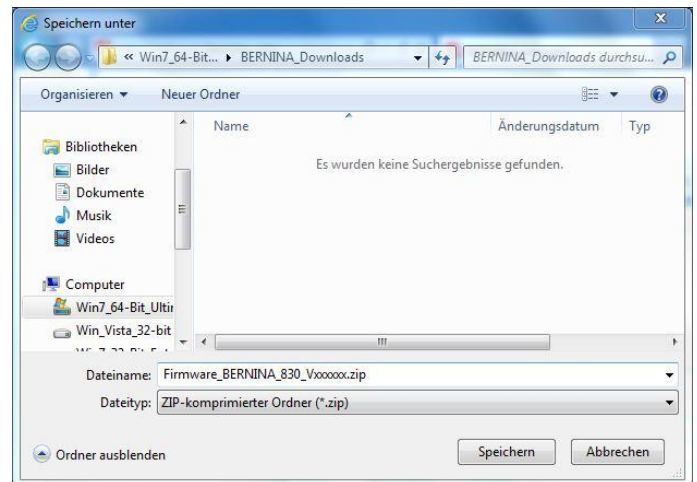 Speichern unter
« Win7_64-Bit... ▸ BERNINA_Downloads
BERNINA_Downloads durchsu...
Organisieren
Neuer Ordner
Name
Änderungsdatum
Typ
Es wurden keine Suchergebnisse gefunden.
Bibliotheken
Bilder
Dokumente
Musik
Videos
Computer
Win7_64-Bit_Ultir
Win_Vista_32-bit
Dateiname: Firmware_BERNINA_830_Vxxxxxx.zip
Dateityp: ZIP-komprimierter Ordner (*.zip)
Ordner ausblenden
Speichern
Abbrechen